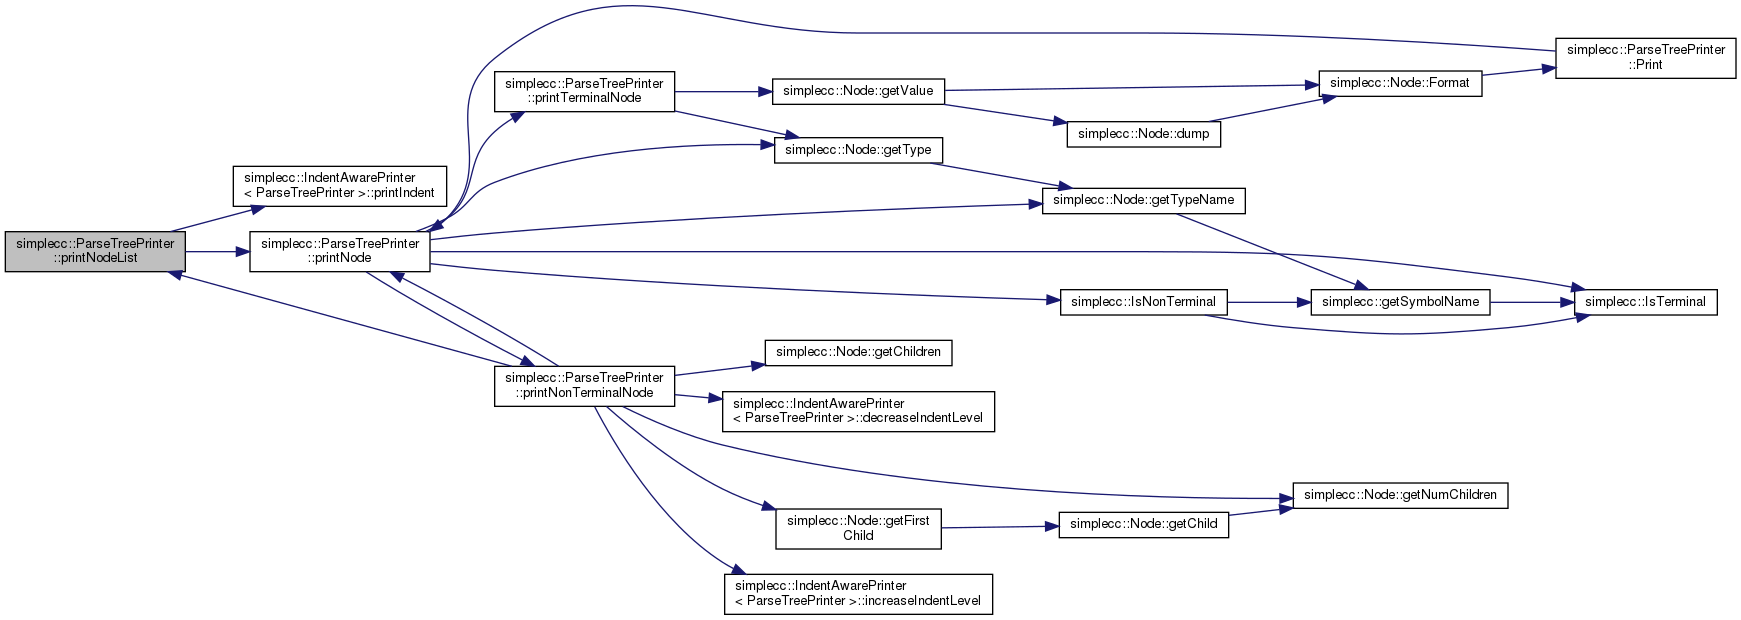 simplecc::ParseTreePrinter
::printNodeList
simplecc::IndentAwarePrinter
< ParseTreePrinter >::printIndent
simplecc::ParseTreePrinter
::printNode
simplecc::ParseTreePrinter
::printTerminalNode
simplecc::ParseTreePrinter
::printNonTerminalNode
simplecc::Node::getValue
simplecc::Node::getType
simplecc::Node::getChildren
simplecc::IndentAwarePrinter
< ParseTreePrinter >::decreaseIndentLevel
simplecc::Node::getFirst
Child
simplecc::IndentAwarePrinter
< ParseTreePrinter >::increaseIndentLevel
simplecc::Node::dump
simplecc::Node::getTypeName
simplecc::IsNonTerminal
simplecc::Node::getChild
simplecc::Node::Format
simplecc::getSymbolName
simplecc::Node::getNumChildren
simplecc::ParseTreePrinter
::Print
simplecc::IsTerminal